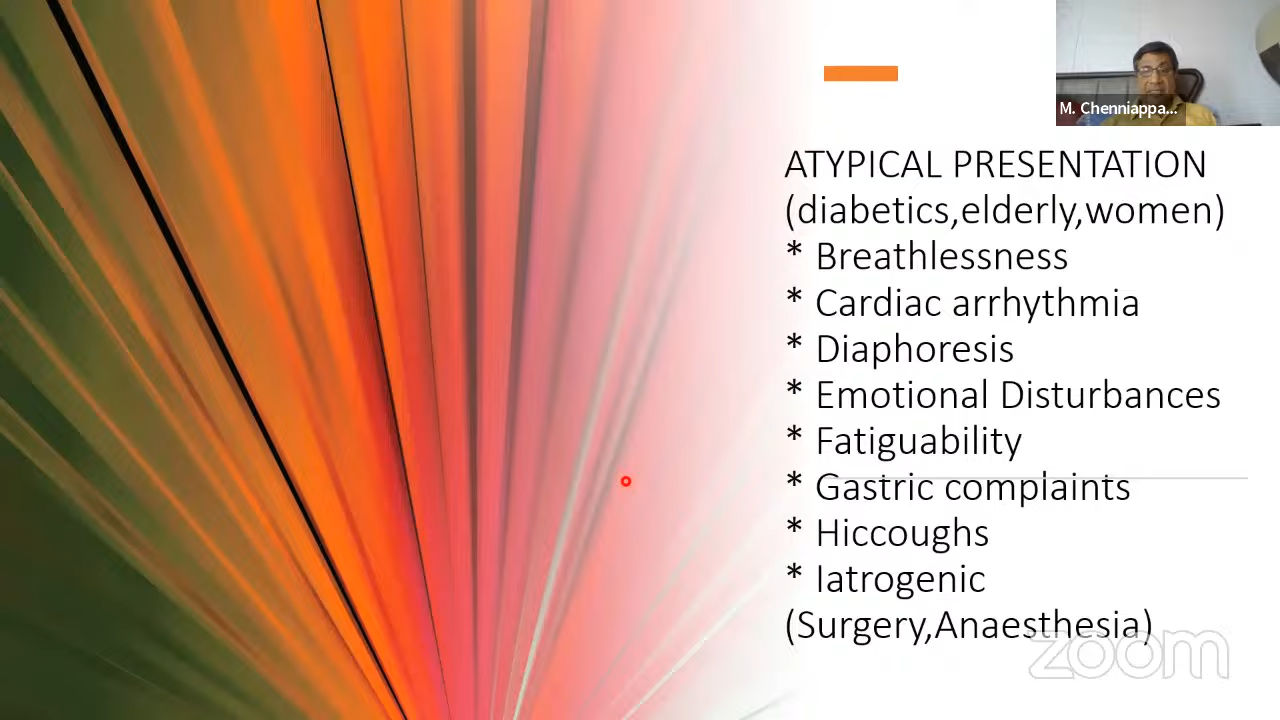 M. Chenniappa...
ATYPICAL PRESENTATION
(diabetics,elderly,women)
* Breathlessness
* Cardiac arrhythmia
* Diaphoresis
* Emotional Disturbances
* Fatiguability
* Gastric complaints
* Hiccoughs
* Iatrogenic
(Surgery,Anaesthesia)
zoom